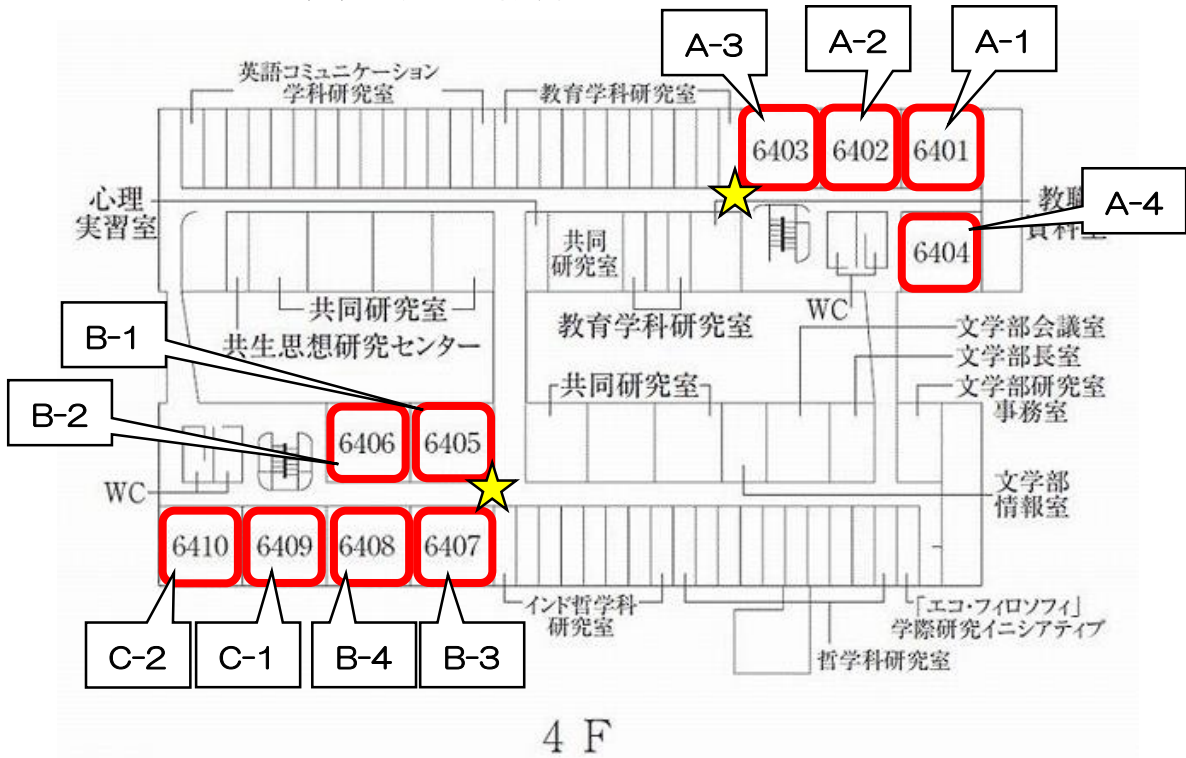 A-3
A-2
A-1
英語コミュニケーション
学科研究室
教育学科研究室
6403
6402
6401
心理
実習室
A-4
共同
研究室
6404
共同研究室
WC
教育学科研究室
共生思想研究センター
B-1
文学部会議室
文学部長室
共同研究室
文学部研究室
事務室
B-2
6406
6405
WC
文学部
情報室
6410
6409
6408
6407
インド哲学科
研究室
「エコ・フィロソフィ」
学際研究イニシアティブ
哲学科研究室
C-2
C-1
B-4
B-3
4 F